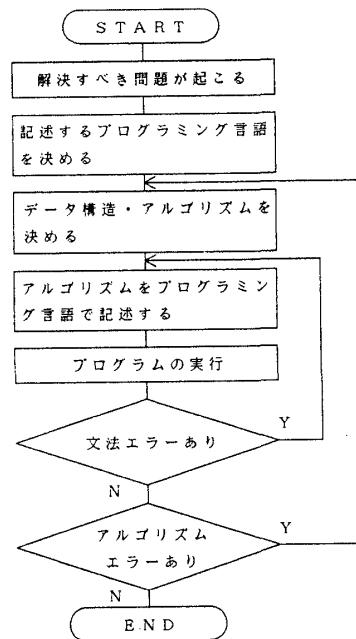 START
解決すべき問題が起こる
記述するプログラミング言語
を決める
データ構造・アルゴリズムを
決める
アルゴリズムをプログラミン
グ言語で記述する
プログラムの実行
文法エラーあり
Y
N
アルゴリズム
エラーあり
Y
N
END